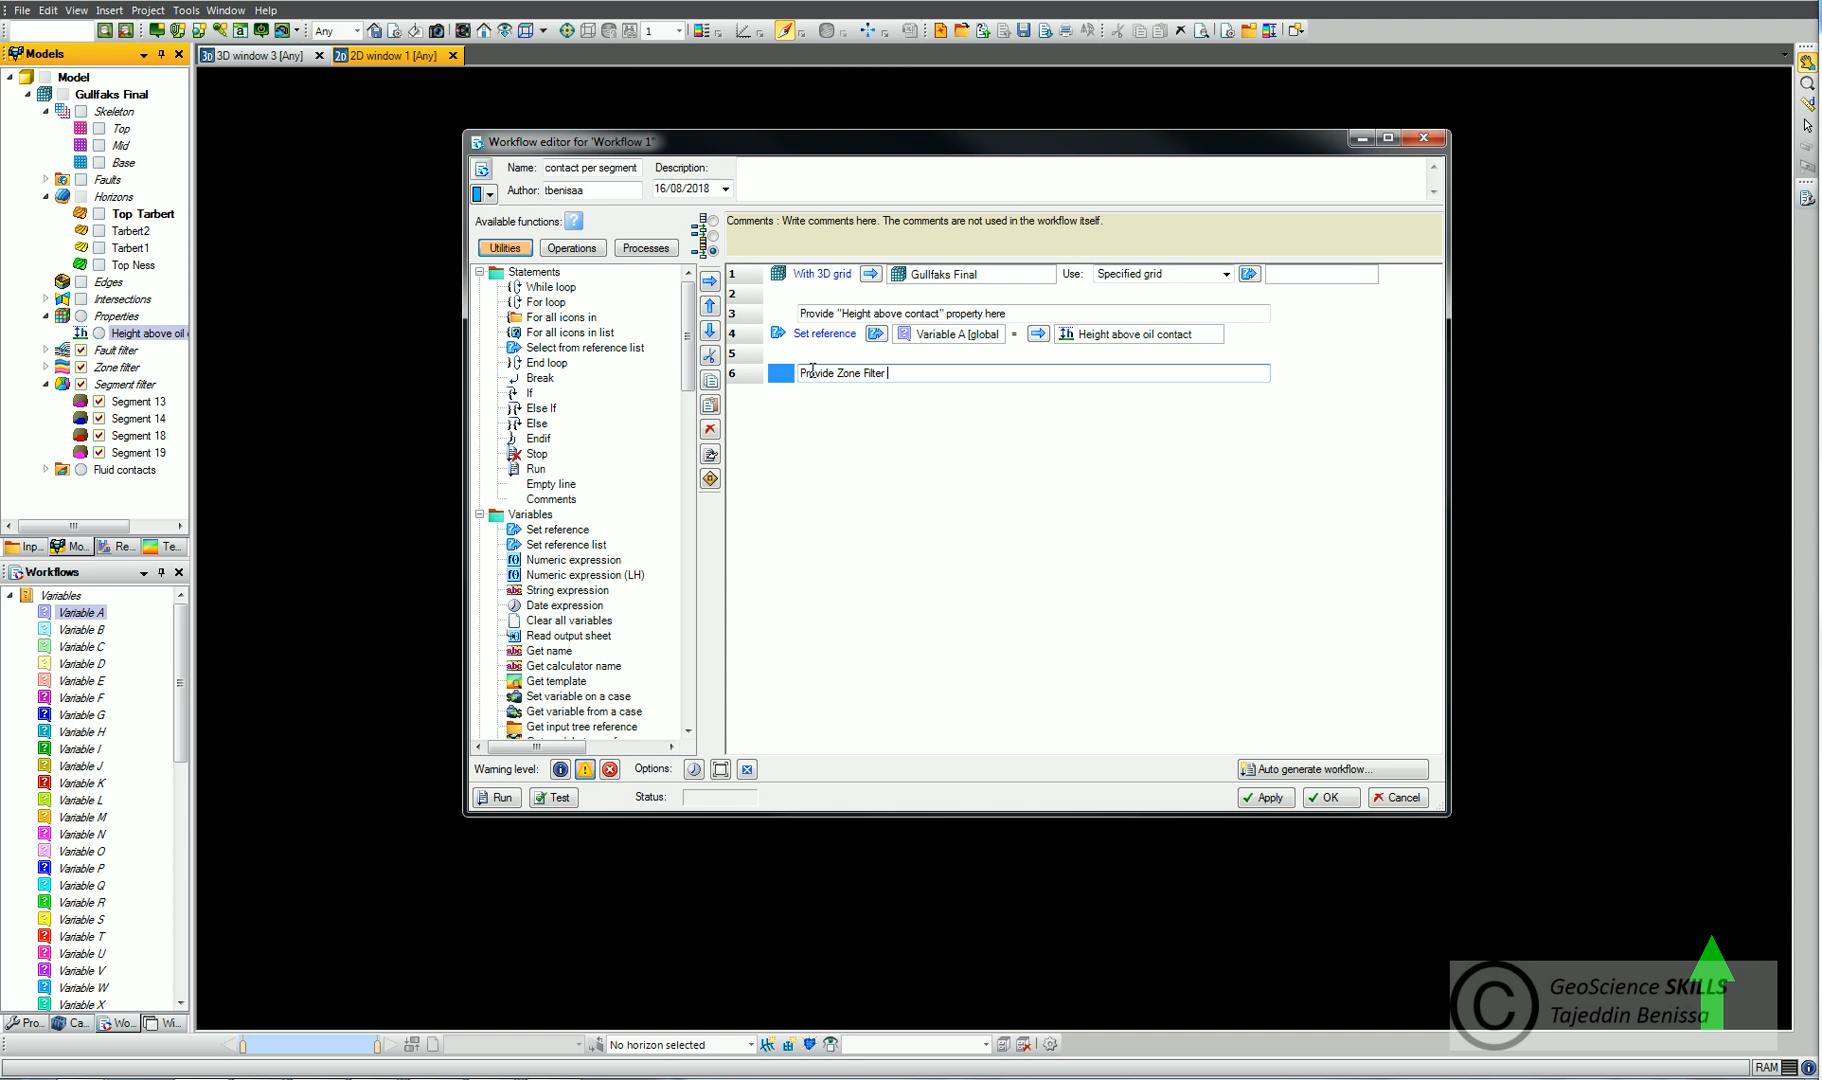 File Edit View Insert Project Tools Window Help
Any
1
Models
3D window 3 [Any]
2D window 1 [Any]
Model
Gullfaks Final
Skeleton
Top
Mid
Base
Faults
Horizons
Top Tarbert
Tarbert2
Tarbert1
Top Ness
Edges
Intersections
Properties
Height above oil
Fault filter
Zone filter
Segment filter
Segment 13
Segment 14
Segment 18
Segment 19
Fluid contacts
Inp... Mo... Re... Te...
Workflows
Variables
Variable A
Variable B
Variable C
Variable D
Variable E
Variable F
Variable G
Variable H
Variable I
Variable J
Variable K
Variable L
Variable M
Variable N
Variable O
Variable P
Variable Q
Variable R
Variable S
Variable T
Variable U
Variable V
Variable W
Variable X
Pro... Ca... Wo... Wi...
Workflow editor for 'Workflow 1'
Name: contact per segment Description:
Author: tbenisaa 16/08/2018
Available functions:
Utilities Operations Processes
Comments : Write comments here. The comments are not used in the workflow itself.
Statements
While loop
For loop
For all icons in
For all icons in list
Select from reference list
End loop
Break
If
Else If
Else
Endif
Stop
Run
Empty line
Comments
Variables
Set reference
Set reference list
Numeric expression
Numeric expression (LH)
String expression
Date expression
Clear all variables
Read output sheet
Get name
Get calculator name
Get template
Set variable on a case
Get variable from a case
Get input tree reference
1 With 3D grid Gullfaks Final Use: Specified grid
2
3 Provide "Height above contact" property here
4 Set reference Variable A [global = Height above oil contact
5
6 Provide Zone Filter
Warning level: Options: Auto generate workflow...
Run Test Status: Apply OK Cancel
GeoScience SKILLS
Tajeddin Benissa
No horizon selected
RAM